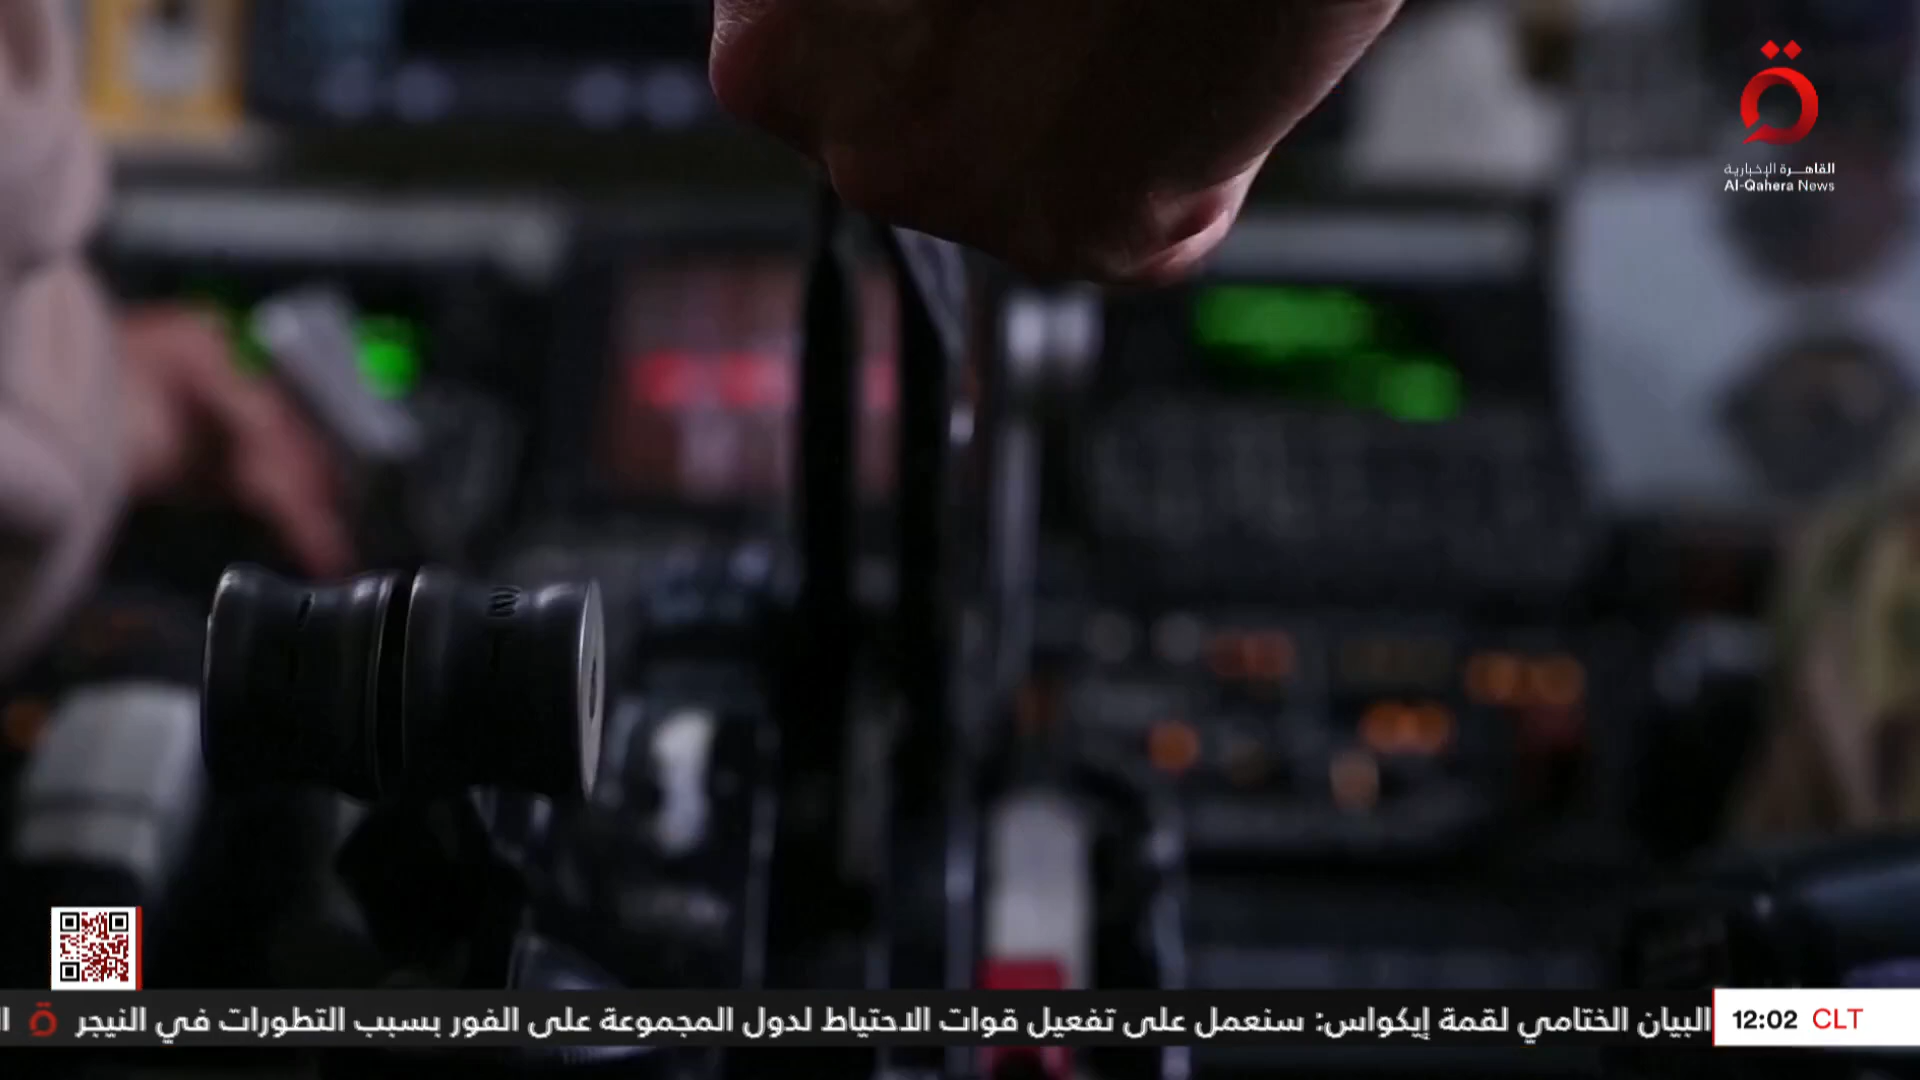 القاهرة الإخبارية
Al-Qahera News
البيان الختامي لقمة إيكواس: سنعمل على تفعيل قوات الاحتياط لدول المجموعة على الفور بسبب التطورات في النيجر
12:02 CLT